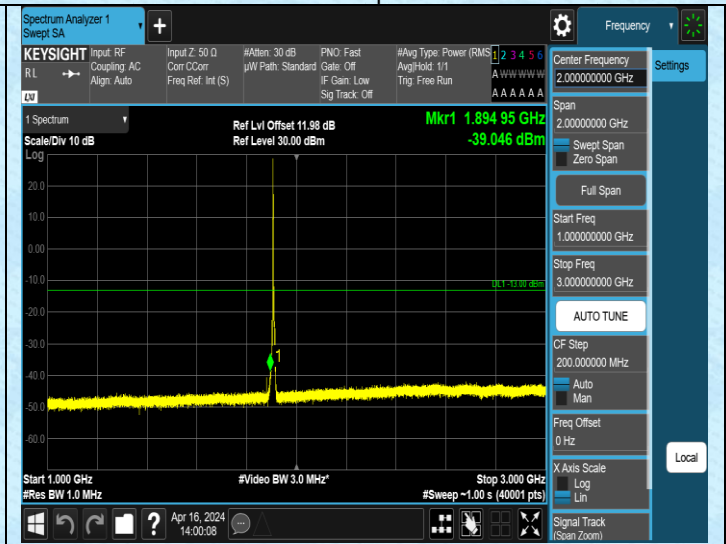 Spectrum Analyzer 1
Swept SA
Frequency
KEYSIGHT
RL
LXI
Input: RF
Coupling: AC
Align: Auto
Input Z: 50 Ω
Corr CCorr
Freq Ref: Int (S)
#Atten: 30 dB
µW Path: Standard
PNO: Fast
Gate: Off
IF Gain: Low
Sig Track: Off
#Avg Type: Power (RMS
Avg|Hold: 1/1
Trig: Free Run
1 2 3 4 5 6
A W W W W W
A A A A A A
1 Spectrum
Scale/Div 10 dB
Ref Lvl Offset 11.98 dB
Ref Level 30.00 dBm
Mkr1 1.894 95 GHz
-39.046 dBm
Log
20.0
10.0
0.00
-10.0
DL1 -13.00 dBm
-20.0
-30.0
1
-40.0
-50.0
-60.0
Start 1.000 GHz
#Res BW 1.0 MHz
#Video BW 3.0 MHz*
Stop 3.000 GHz
#Sweep ~1.00 s (40001 pts)
Center Frequency
2.000000000 GHz
Settings
Span
2.00000000 GHz
Swept Span
Zero Span
Full Span
Start Freq
1.000000000 GHz
Stop Freq
3.000000000 GHz
AUTO TUNE
CF Step
200.000000 MHz
Auto
Man
Freq Offset
0 Hz
X Axis Scale
Log
Lin
Local
Signal Track
(Span Zoom)
?
Apr 16, 2024
14:00:08